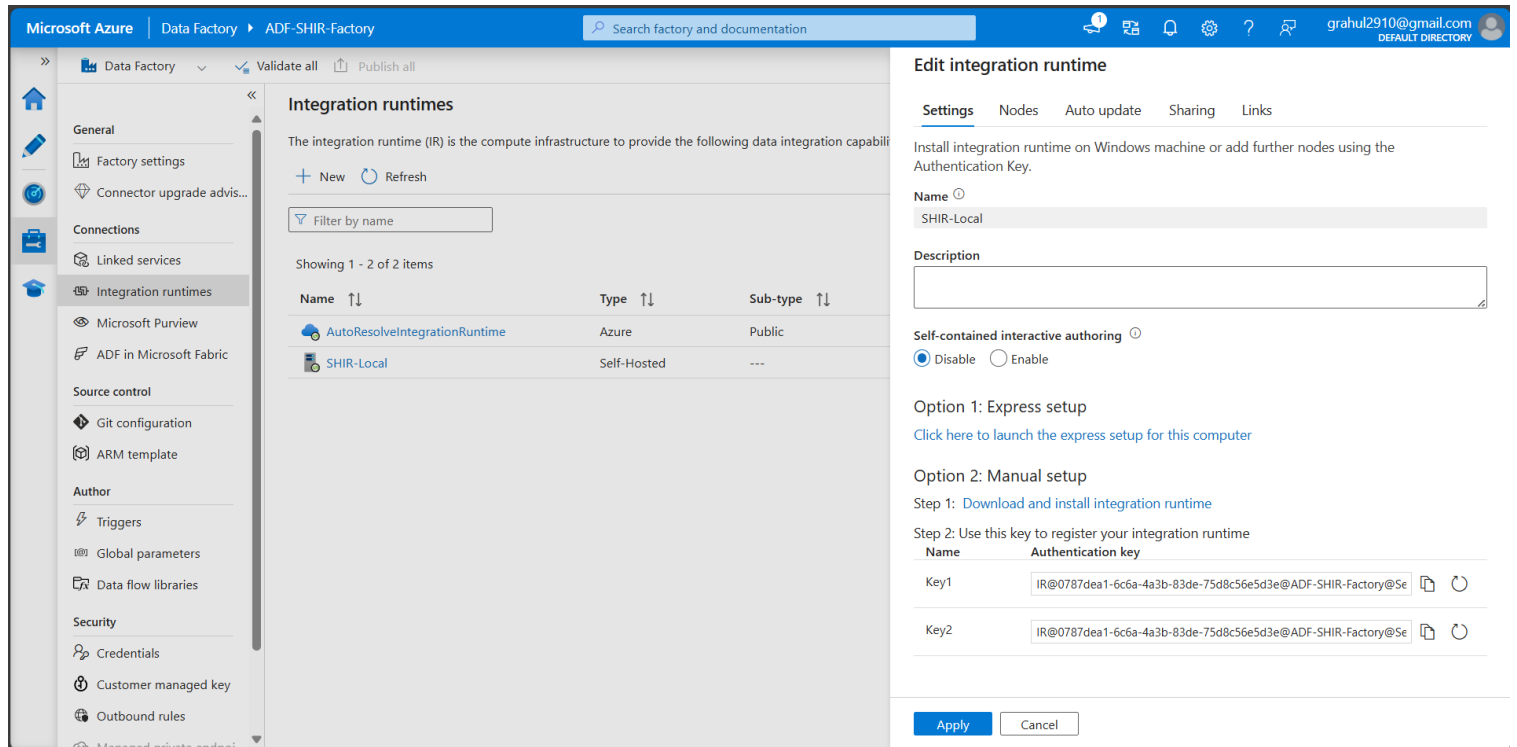 Microsoft Azure Data Factory ADF-SHIR-Factory Search factory and documentation 1 grahul2910@gmail.com
DEFAULT DIRECTORY
Data Factory Validate all Publish all
General
Factory settings
Connector upgrade advis...
Connections
Linked services
Integration runtimes
Microsoft Purview
ADF in Microsoft Fabric
Source control
Git configuration
ARM template
Author
Triggers
Global parameters
Data flow libraries
Security
Credentials
Customer managed key
Outbound rules
Integration runtimes
The integration runtime (IR) is the compute infrastructure to provide the following data integration capabili
New Refresh
Filter by name
Showing 1 - 2 of 2 items
Name Type Sub-type
AutoResolveIntegrationRuntime Azure Public
SHIR-Local Self-Hosted ---
Edit integration runtime
Settings Nodes Auto update Sharing Links
Install integration runtime on Windows machine or add further nodes using the
Authentication Key.
Name
SHIR-Local
Description
Self-contained interactive authoring
Disable Enable
Option 1: Express setup
Click here to launch the express setup for this computer
Option 2: Manual setup
Step 1: Download and install integration runtime
Step 2: Use this key to register your integration runtime
Name Authentication key
Key1 IR@0787dea1-6c6a-4a3b-83de-75d8c56e5d3e@ADF-SHIR-Factory@Se
Key2 IR@0787dea1-6c6a-4a3b-83de-75d8c56e5d3e@ADF-SHIR-Factory@Se
Apply Cancel